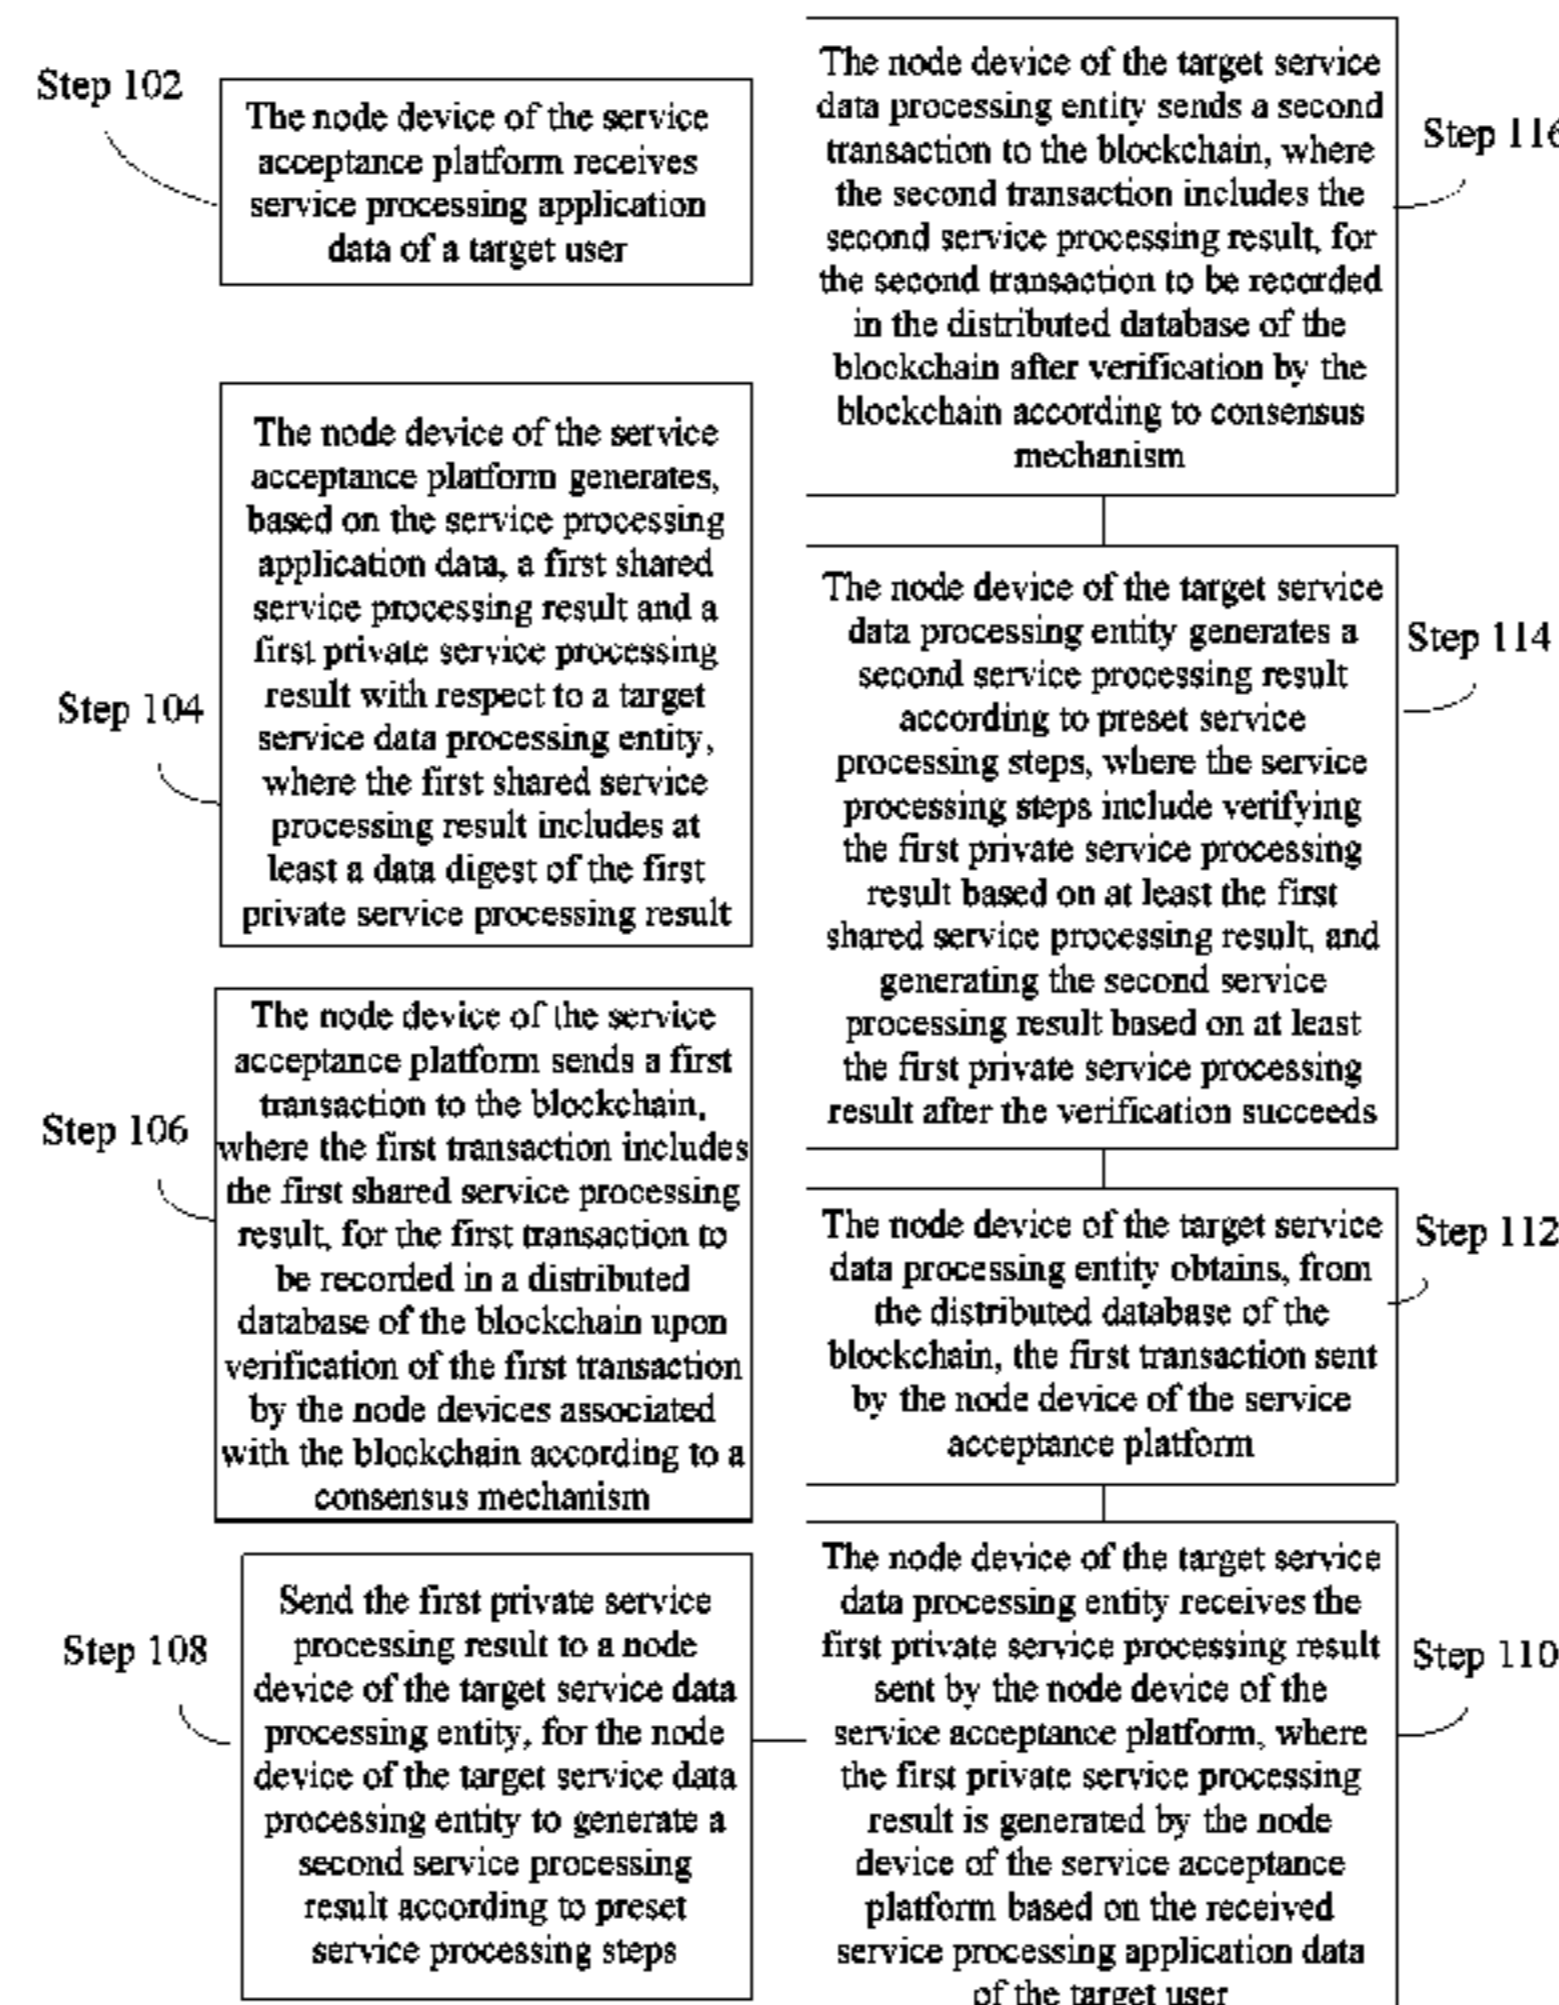 Step 102
The node device of the service
acceptance platform receives
service processing application
data of a target user
Step 104
The node device of the service
acceptance platform generates,
based on the service processing
application data, a first shared
service processing result and a
first private service processing
result with respect to a target
service data processing entity,
where the first shared service
processing result includes at
least a data digest of the first
private service processing result
Step 106
The node device of the service
acceptance platform sends a first
transaction to the blockchain,
where the first transaction includes
the first shared service processing
result, for the first transaction to
be recorded in a distributed
database of the blockchain upon
verification of the first transaction
by the node devices associated
with the blockchain according to a
consensus mechanism
Step 108
Send the first private service
processing result to a node
device of the target service data
processing entity, for the node
device of the target service data
processing entity to generate a
second service processing
result according to preset
service processing steps
Step 110
The node device of the target service
data processing entity receives the
first private service processing result
sent by the node device of the
service acceptance platform, where
the first private service processing
result is generated by the node
device of the service acceptance
platform based on the received
service processing application data
of the target user
Step 112
The node device of the target service
data processing entity obtains, from
the distributed database of the
blockchain, the first transaction sent
by the node device of the service
acceptance platform
Step 114
The node device of the target service
data processing entity generates a
second service processing result
according to preset service
processing steps, where the service
processing steps include verifying
the first private service processing
result based on at least the first
shared service processing result, and
generating the second service
processing result based on at least
the first private service processing
result after the verification succeeds
Step 116
The node device of the target service
data processing entity sends a second
transaction to the blockchain, where
the second transaction includes the
second service processing result, for
the second transaction to be recorded
in the distributed database of the
blockchain after verification by the
blockchain according to consensus
mechanism